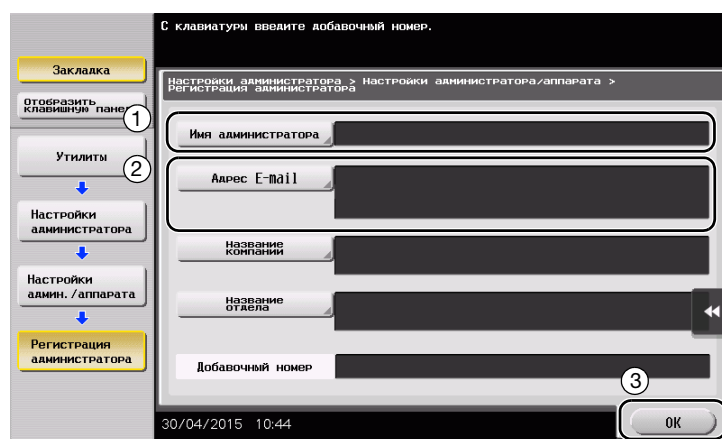 С клавиатуры введите добавочный номер.
Закладка
Отобразить
клавишную панель
1
Утилиты
2
Настройки
администратора
Настройки
админ. /аппарата
Регистрация
администратора
Настройки администратора > Настройки администратора/аппарата >
Регистрация администратора
Имя администратора
Адрес E-mail
Название
компании
Название
отдела
Добавочный номер
3
30/04/2015 10:44
OK